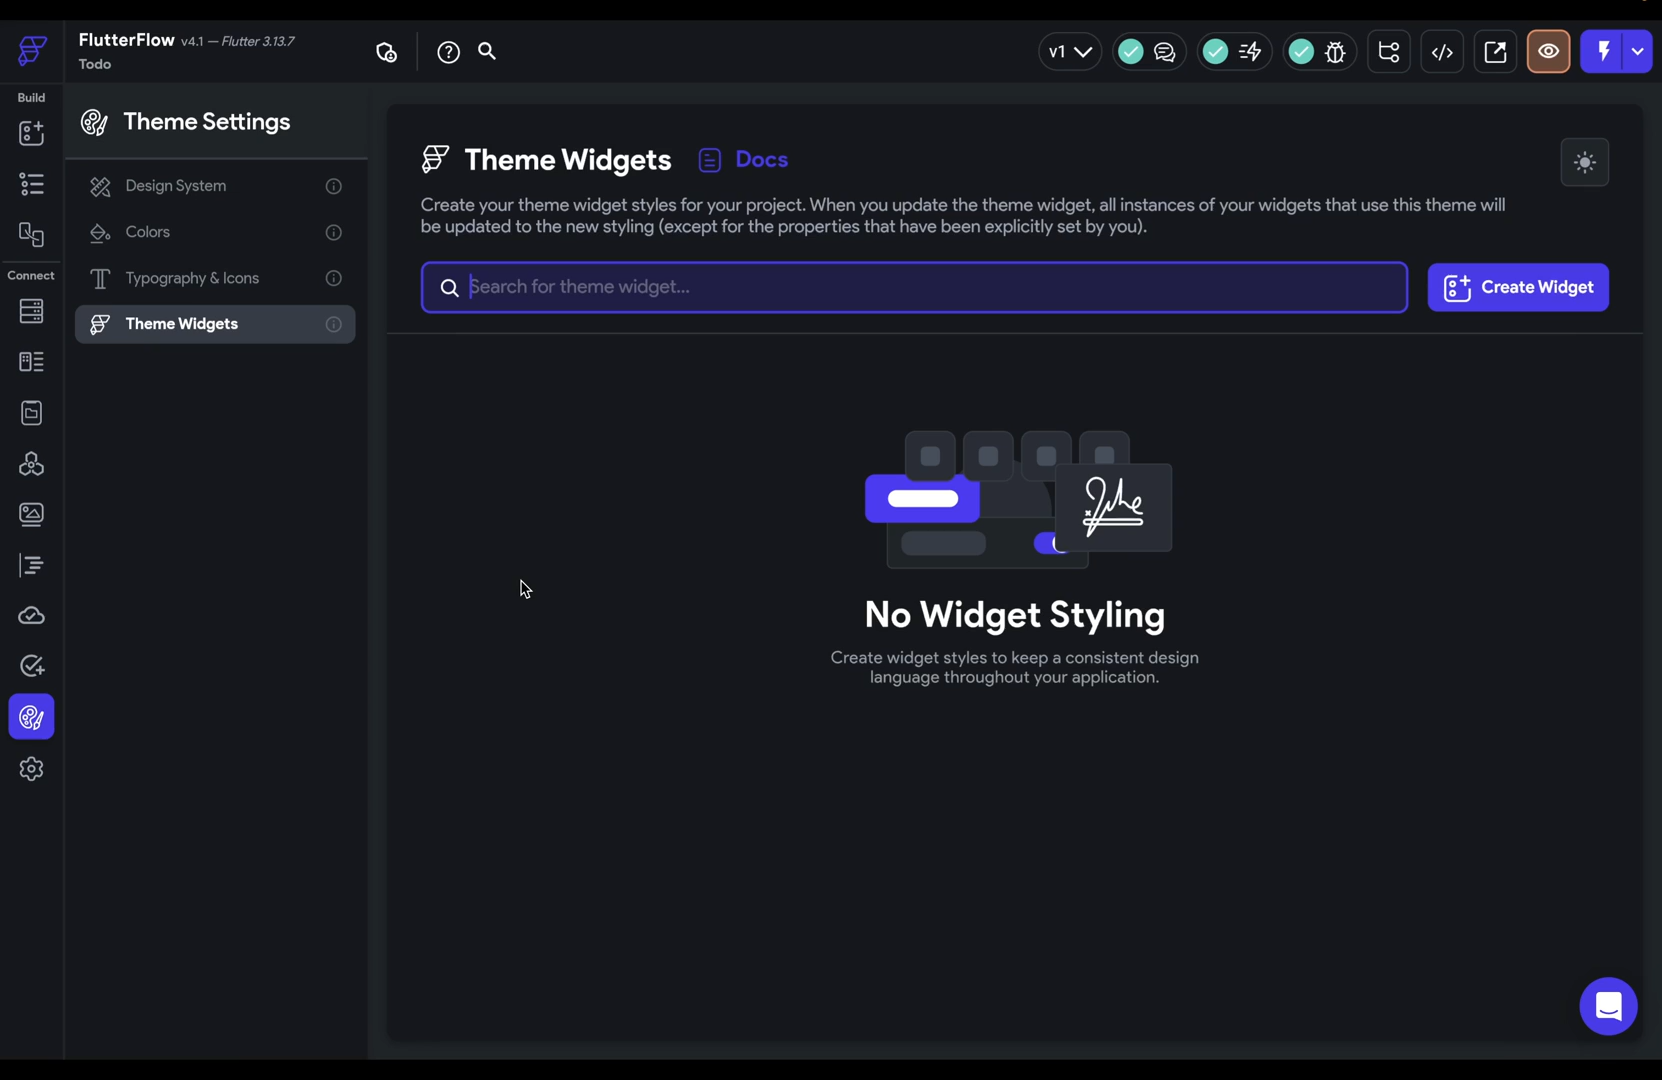 FlutterFlow v4.1 — Flutter 3.13.7
Todo
v1
Build
Connect
Theme Settings
Design System
Colors
Typography & Icons
Theme Widgets
Theme Widgets Docs
Create your theme widget styles for your project. When you update the theme widget, all instances of your widgets that use this theme will
be updated to the new styling (except for the properties that have been explicitly set by you).
Search for theme widget...
Create Widget
No Widget Styling
Create widget styles to keep a consistent design
language throughout your application.